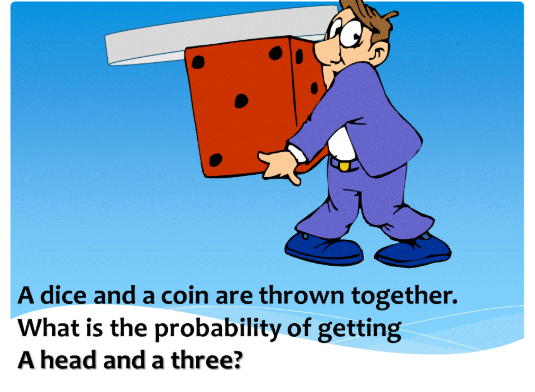 A dice and a coin are thrown together.
What is the probability of getting
A head and a three?